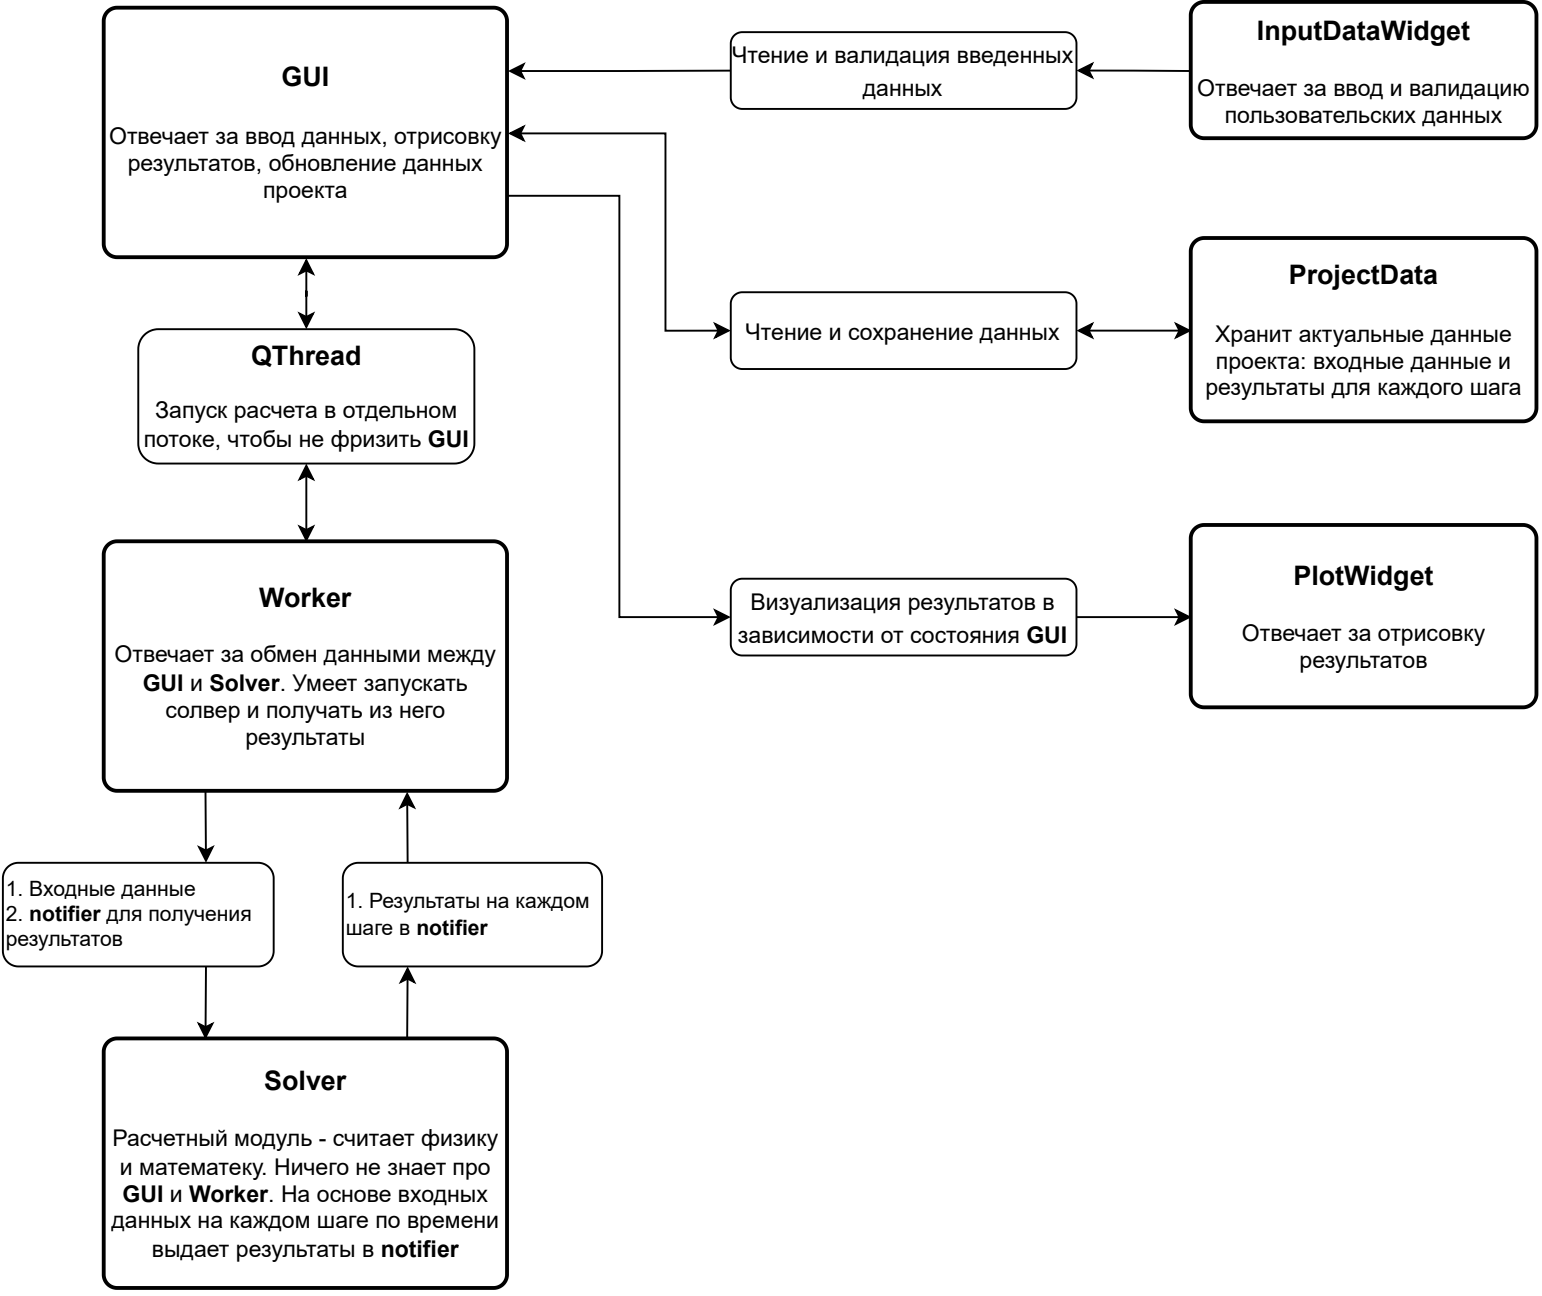 GUI
Отвечает за ввод данных, отрисовку
результатов, обновление данных
проекта
Чтение и валидация введенных
данных
InputDataWidget
Отвечает за ввод и валидацию
пользовательских данных
QThread
Запуск расчета в отдельном
потоке, чтобы не фризить GUI
Чтение и сохранение данных
ProjectData
Хранит актуальные данные
проекта: входные данные и
результаты для каждого шага
Worker
Отвечает за обмен данными между
GUI и Solver. Умеет запускать
солвер и получать из него
результаты
Визуализация результатов в
зависимости от состояния GUI
PlotWidget
Отвечает за отрисовку
результатов
1. Входные данные
2. notifier для получения
результатов
1. Результаты на каждом
шаге в notifier
Solver
Расчетный модуль - считает физику
и математеку. Ничего не знает про
GUI и Worker. На основе входных
данных на каждом шаге по времени
выдает результаты в notifier